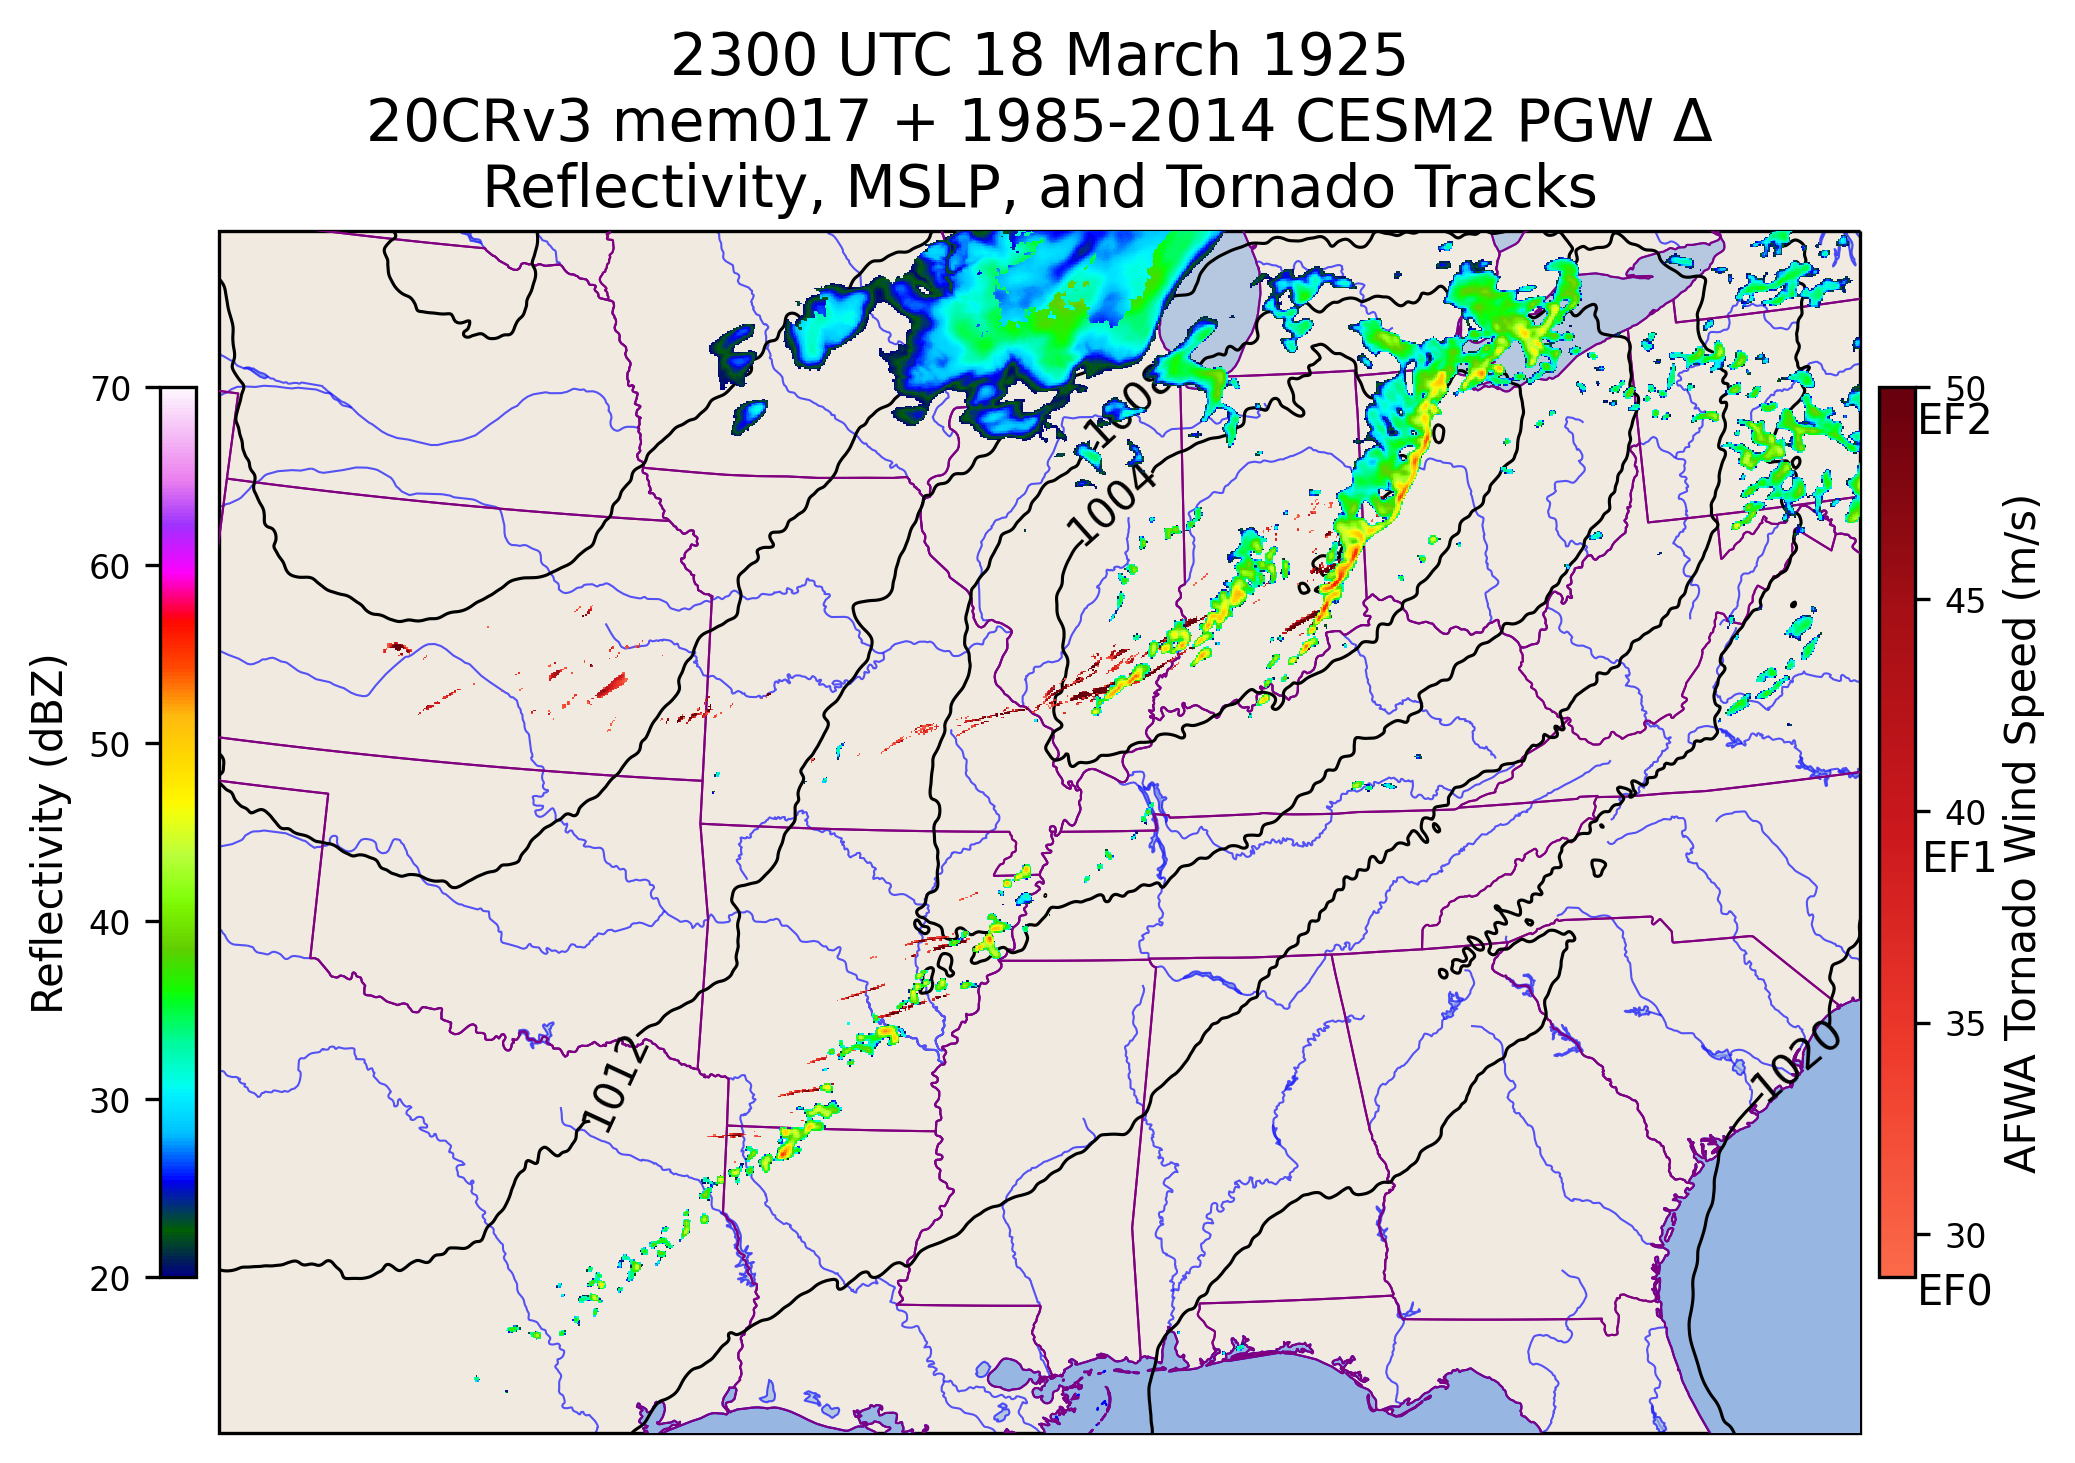 2300 UTC 18 March 1925
20CRv3 mem017 + 1985-2014 CESM2 PGW Δ
Reflectivity, MSLP, and Tornado Tracks
70
60
50
40
30
20
Reflectivity (dBZ)
1008
1004
1012
1020
50
EF2
45
40
EF1
35
30
EF0
AFWA Tornado Wind Speed (m/s)